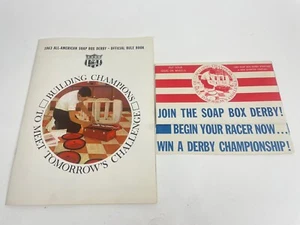 1969 ALL-AMERICAN SOAP BOX DERBY - OFFICIAL RULE BOOK
BUILDING CHAMPIONS
TO MEET TOMORROW'S CHALLENGE
JOIN THE SOAP BOX DERBY!
BEGIN YOUR RACER NOW...
WIN A DERBY CHAMPIONSHIP!